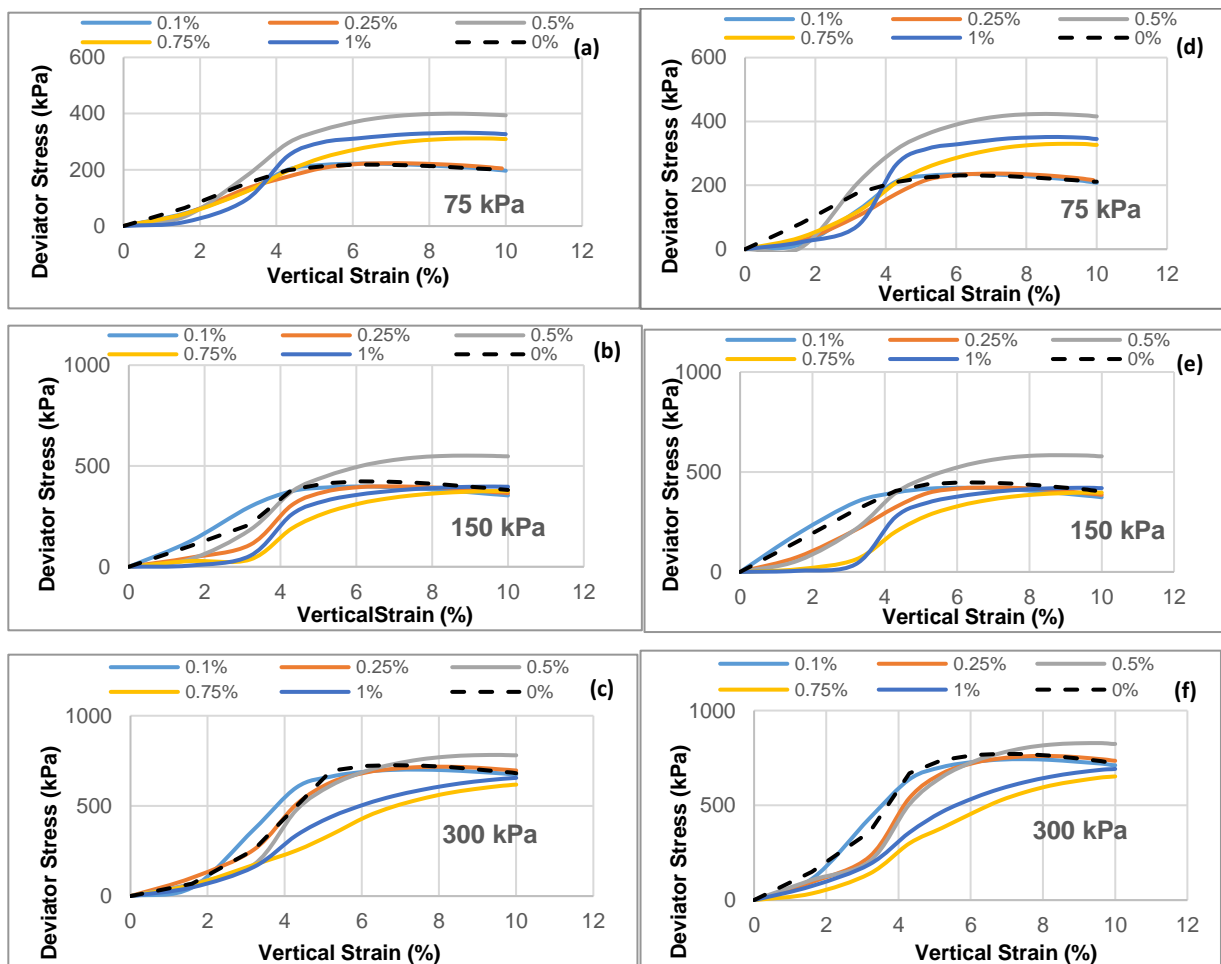 0.1% 0.25% 0.5%
0.75% 1% 0%
(a)
Deviator Stress (kPa)
600
400
200
0
75 kPa
0 2 4 6 8 10 12
Vertical Strain (%)
0.1% 0.25% 0.5%
0.75% 1% 0%
(d)
Deviator Stress (kPa)
600
400
200
0
75 kPa
0 2 4 6 8 10 12
Vertical Strain (%)
0.1% 0.25% 0.5%
0.75% 1% 0%
(b)
Deviator Stress (kPa)
1000
500
0
150 kPa
0 2 4 6 8 10 12
VerticalStrain (%)
0.1% 0.25% 0.5%
0.75% 1% 0%
(e)
Deviator Stress (kPa)
1000
500
0
150 kPa
0 2 4 6 8 10 12
Vertical Strain (%)
0.1% 0.25% 0.5%
0.75% 1% 0%
(c)
Deviator Stress (kPa)
1000
500
0
300 kPa
0 2 4 6 8 10 12
Vertical Strain (%)
0.1% 0.25% 0.5%
0.75% 1% 0%
(f)
Deviator Stress (kPa)
1000
500
0
300 kPa
0 2 4 6 8 10 12
Vertical Strain (%)